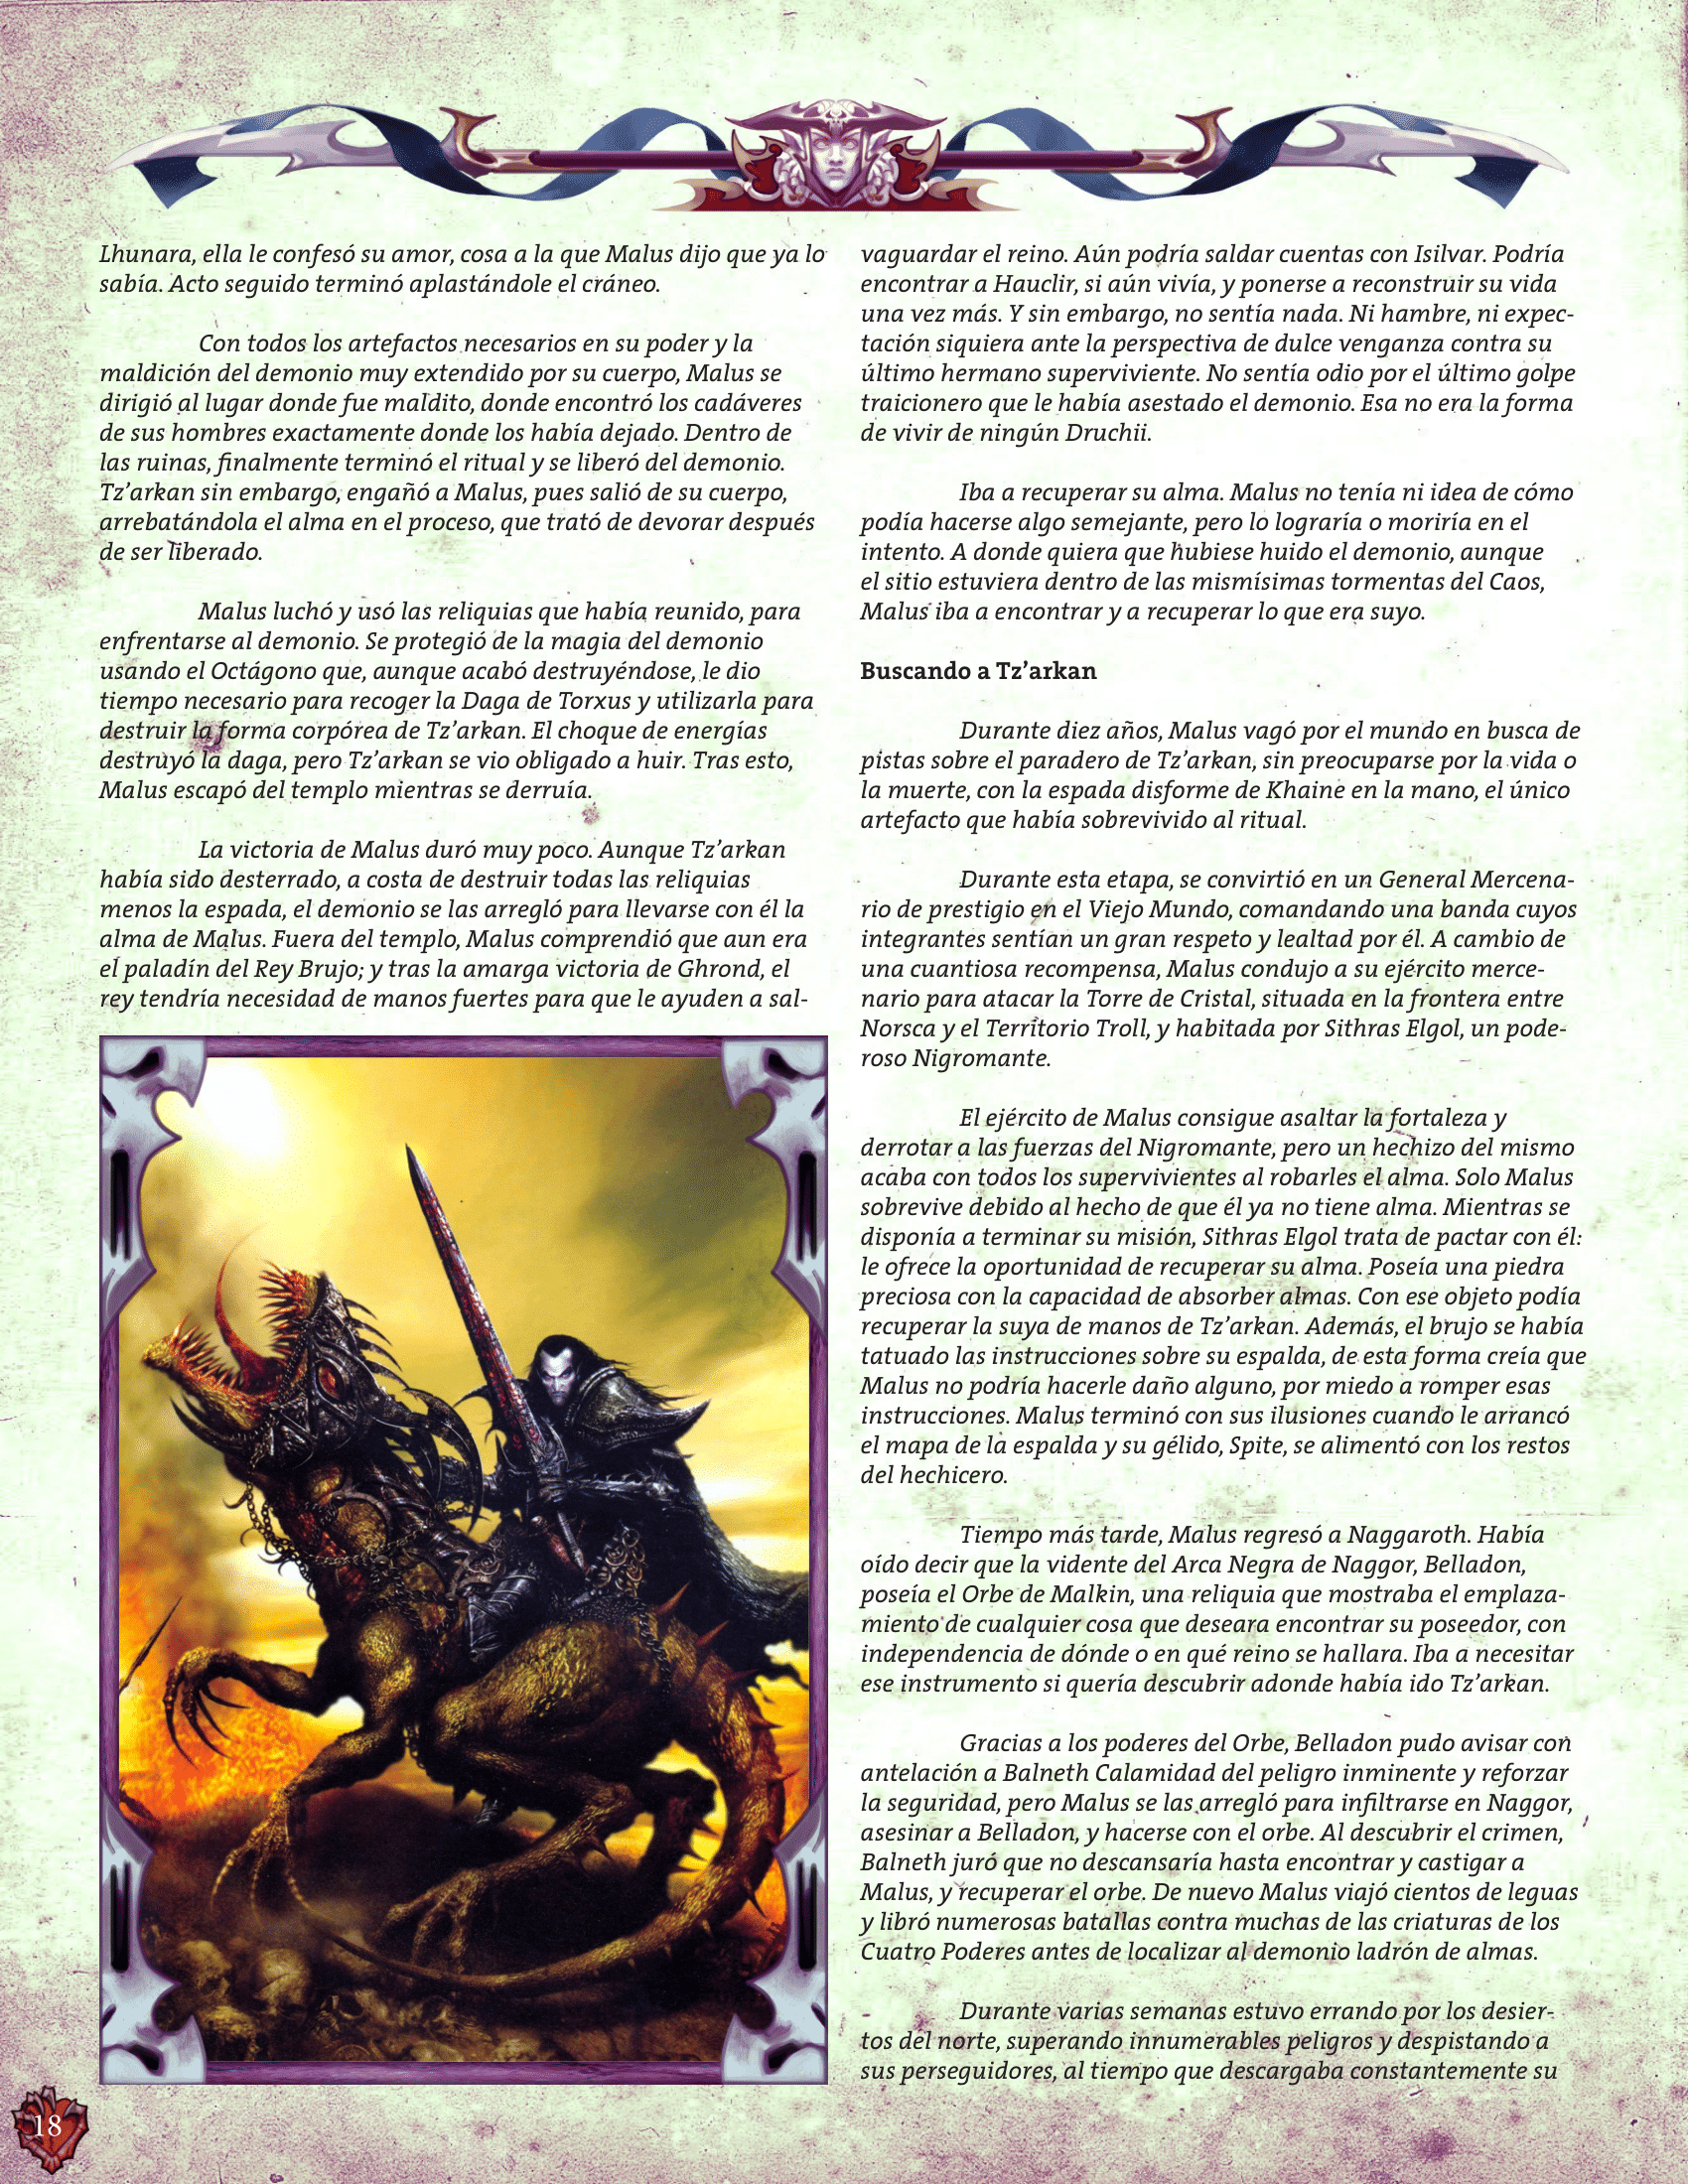 Lhunara, ella le confesó su amor, cosa a la que Malus dijo que ya lo
sabía. Acto seguido terminó aplastándole el cráneo.
Con todos los artefactos necesarios en su poder y la
maldición del demonio muy extendido por su cuerpo, Malus se
dirigió al lugar donde fue maldito, donde encontró los cadáveres
de sus hombres exactamente donde los había dejado. Dentro de
las ruinas, finalmente terminó el ritual y se liberó del demonio.
Tz’arkan sin embargo, engañó a Malus, pues salió de su cuerpo,
arrebatándola el alma en el proceso, que trató de devorar después
de ser liberado.
Malus luchó y usó las reliquias que había reunido, para
enfrentarse al demonio. Se protegió de la magia del demonio
usando el Octágono que, aunque acabó destruyéndose, le dio
tiempo necesario para recoger la Daga de Torxus y utilizarla para
destruir la forma corpórea de Tz’arkan. El choque de energías
destruyó la daga, pero Tz’arkan se vio obligado a huir. Tras esto,
Malus escapó del templo mientras se derruía.
La victoria de Malus duró muy poco. Aunque Tz’arkan
había sido desterrado, a costa de destruir todas las reliquias
menos la espada, el demonio se las arregló para llevarse con él la
alma de Malus. Fuera del templo, Malus comprendió que aun era
el paladín del Rey Brujo; y tras la amarga victoria de Ghrond, el
rey tendría necesidad de manos fuertes para que le ayuden a sal-
vaguardar el reino. Aún podría saldar cuentas con Isilvar. Podría
encontrar a Hauclir, si aún vivía, y ponerse a reconstruir su vida
una vez más. Y sin embargo, no sentía nada. Ni hambre, ni expec-
tación siquiera ante la perspectiva de dulce venganza contra su
último hermano superviviente. No sentía odio por el último golpe
traicionero que le había asestado el demonio. Esa no era la forma
de vivir de ningún Druchii.
Iba a recuperar su alma. Malus no tenía ni idea de cómo
podía hacerse algo semejante, pero lo lograría o moriría en el
intento. A donde quiera que hubiese huido el demonio, aunque
el sitio estuviera dentro de las mismísimas tormentas del Caos,
Malus iba a encontrar y a recuperar lo que era suyo.
Buscando a Tz’arkan
Durante diez años, Malus vagó por el mundo en busca de
pistas sobre el paradero de Tz’arkan, sin preocuparse por la vida o
la muerte, con la espada disforme de Khaine en la mano, el único
artefacto que había sobrevivido al ritual.
Durante esta etapa, se convirtió en un General Mercena-
rio de prestigio en el Viejo Mundo, comandando una banda cuyos
integrantes sentían un gran respeto y lealtad por él. A cambio de
una cuantiosa recompensa, Malus condujo a su ejército merce-
nario para atacar la Torre de Cristal, situada en la frontera entre
Norsca y el Territorio Troll, y habitada por Sithras Elgol, un pode-
roso Nigromante.
El ejército de Malus consigue asaltar la fortaleza y
derrotar a las fuerzas del Nigromante, pero un hechizo del mismo
acaba con todos los supervivientes al robarles el alma. Solo Malus
sobrevive debido al hecho de que él ya no tiene alma. Mientras se
disponía a terminar su misión, Sithras Elgol trata de pactar con él:
le ofrece la oportunidad de recuperar su alma. Poseía una piedra
preciosa con la capacidad de absorber almas. Con ese objeto podía
recuperar la suya de manos de Tz’arkan. Además, el brujo se había
tatuado las instrucciones sobre su espalda, de esta forma creía que
Malus no podría hacerle daño alguno, por miedo a romper esas
instrucciones. Malus terminó con sus ilusiones cuando le arrancó
el mapa de la espalda y su gélido, Spite, se alimentó con los restos
del hechicero.
Tiempo más tarde, Malus regresó a Naggaroth. Había
oído decir que la vidente del Arca Negra de Naggor, Belladon,
poseía el Orbe de Malkin, una reliquia que mostraba el emplaza-
miento de cualquier cosa que deseara encontrar su poseedor, con
independencia de dónde o en qué reino se hallara. Iba a necesitar
ese instrumento si quería descubrir adonde había ido Tz’arkan.
Gracias a los poderes del Orbe, Belladon pudo avisar con
antelación a Balneth Calamidad del peligro inminente y reforzar
la seguridad, pero Malus se las arregló para infiltrarse en Naggor,
asesinar a Belladon, y hacerse con el orbe. Al descubrir el crimen,
Balneth juró que no descansaría hasta encontrar y castigar a
Malus, y recuperar el orbe. De nuevo Malus viajó cientos de leguas
y libró numerosas batallas contra muchas de las criaturas de los
Cuatro Poderes antes de localizar al demonio ladrón de almas.
Durante varias semanas estuvo errando por los desier-
tos del norte, superando innumerables peligros y despistando a
sus perseguidores, al tiempo que descargaba constantemente su
18